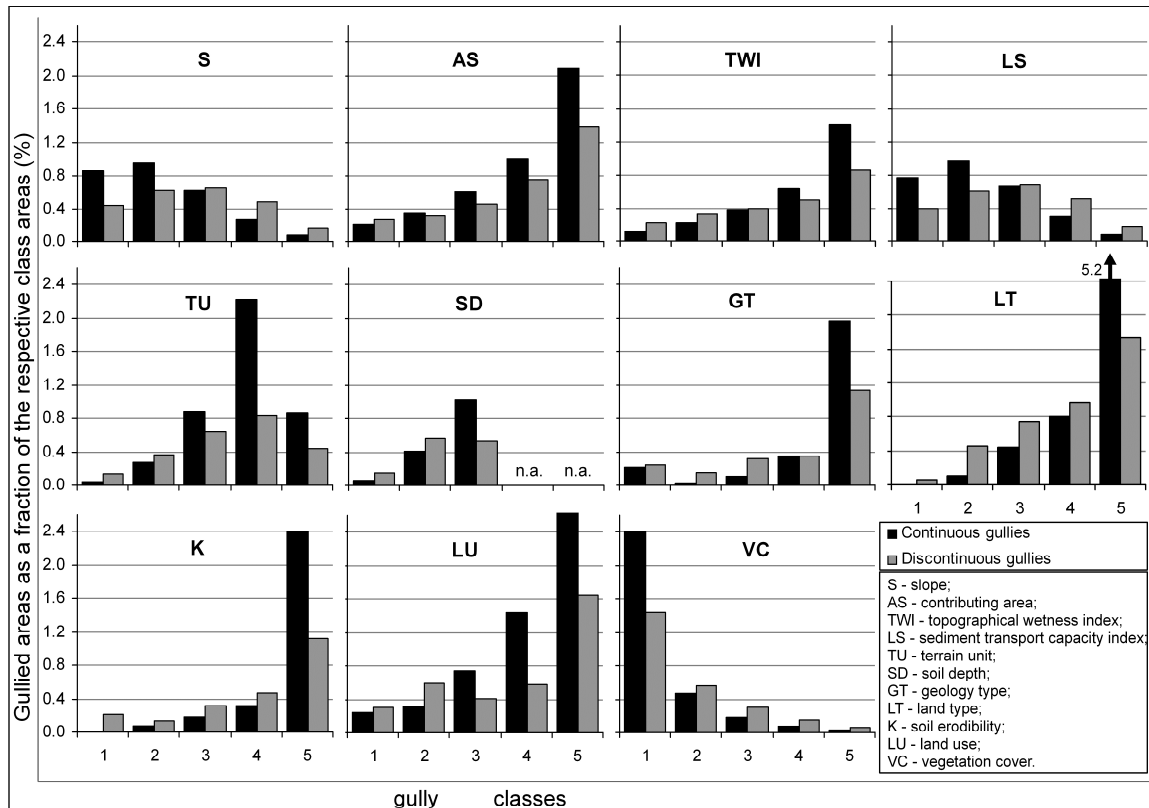 Gullied areas as a fraction of the respective class areas (%)
S
AS
TWI
LS
2.4
2.0
1.6
1.2
0.8
0.4
0.0
TU
SD
GT
LT
5.2
n.a.
n.a.
2.4
2.0
1.6
1.2
0.8
0.4
0.0
1 2 3 4 5
K
LU
VC
2.4
2.0
1.6
1.2
0.8
0.4
0.0
1 2 3 4 5
1 2 3 4 5
1 2 3 4 5
gully classes
Continuous gullies
Discontinuous gullies
S - slope;
AS - contributing area;
TWI - topographical wetness index;
LS - sediment transport capacity index;
TU - terrain unit;
SD - soil depth;
GT - geology type;
LT - land type;
K - soil erodibility;
LU - land use;
VC - vegetation cover.